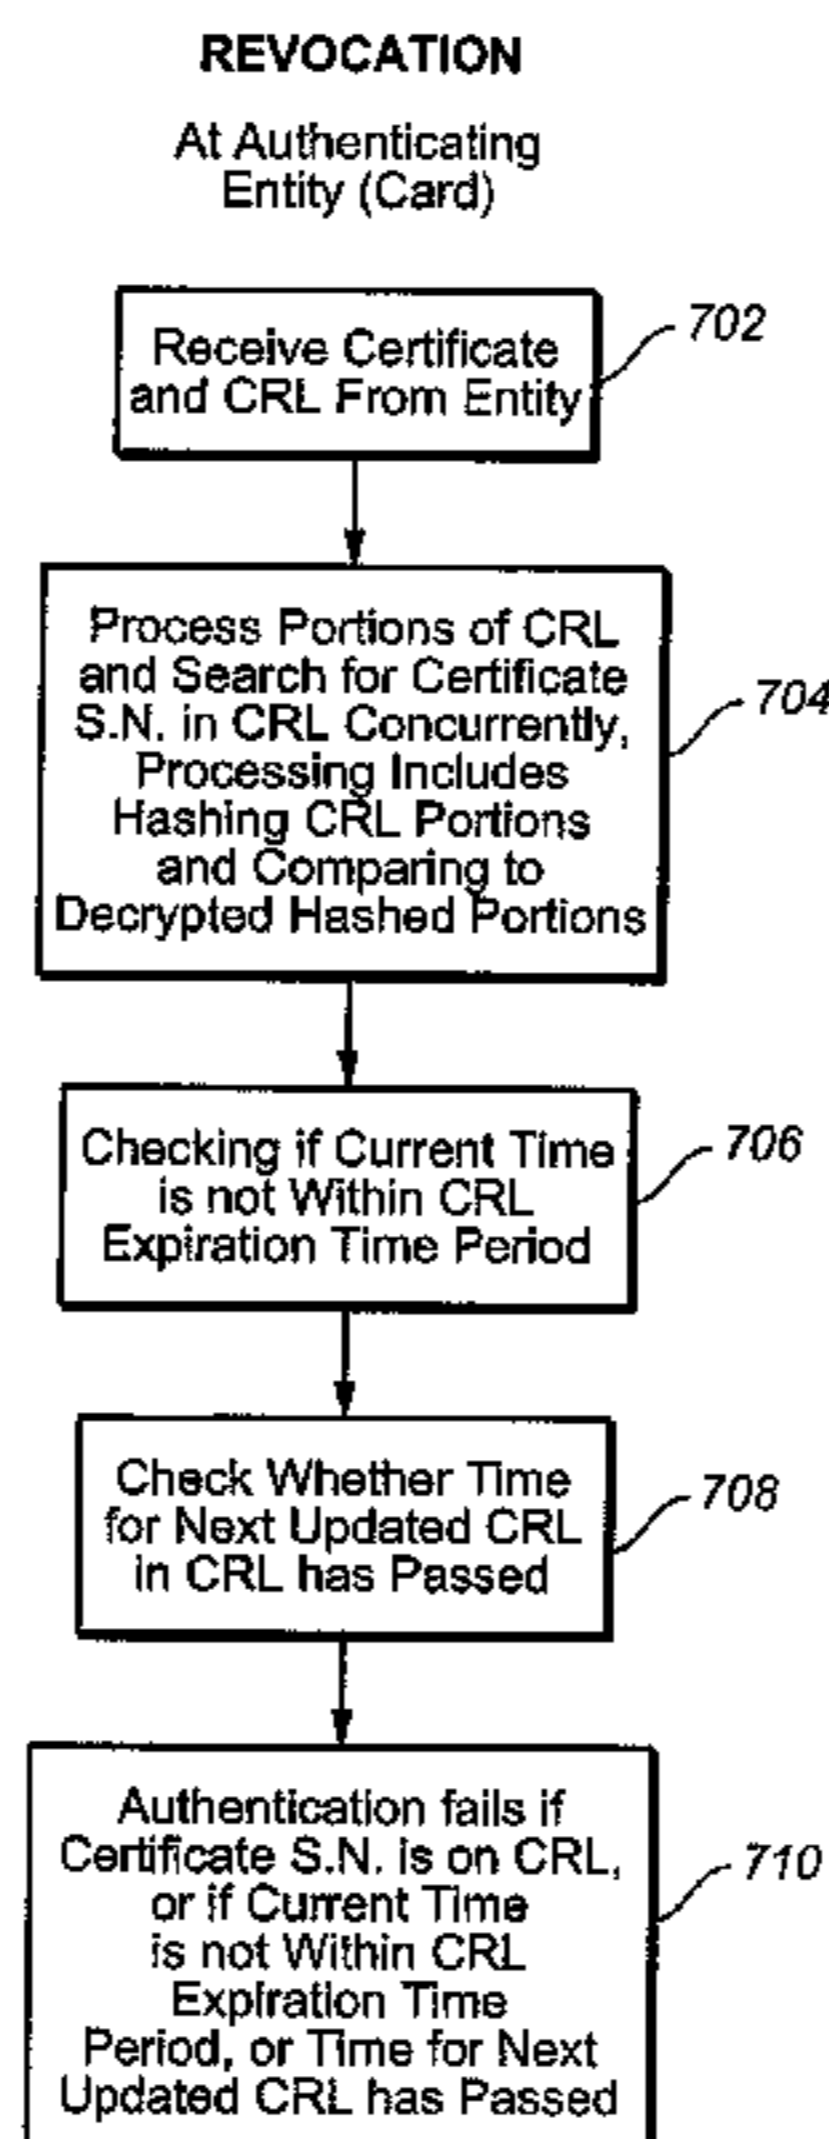 REVOCATION
At Authenticating
Entity (Card)
702
Receive Certificate
and CRL From Entity
704
Process Portions of CRL
and Search for Certificate
S.N. in CRL Concurrently,
Processing Includes
Hashing CRL Portions
and Comparing to
Decrypted Hashed Portions
706
Checking if Current Time
is not Within CRL
Expiration Time Period
708
Check Whether Time
for Next Updated CRL
in CRL has Passed
710
Authentication fails if
Certificate S.N. is on CRL,
or if Current Time
is not Within CRL
Expiration Time
Period, or Time for Next
Updated CRL has Passed